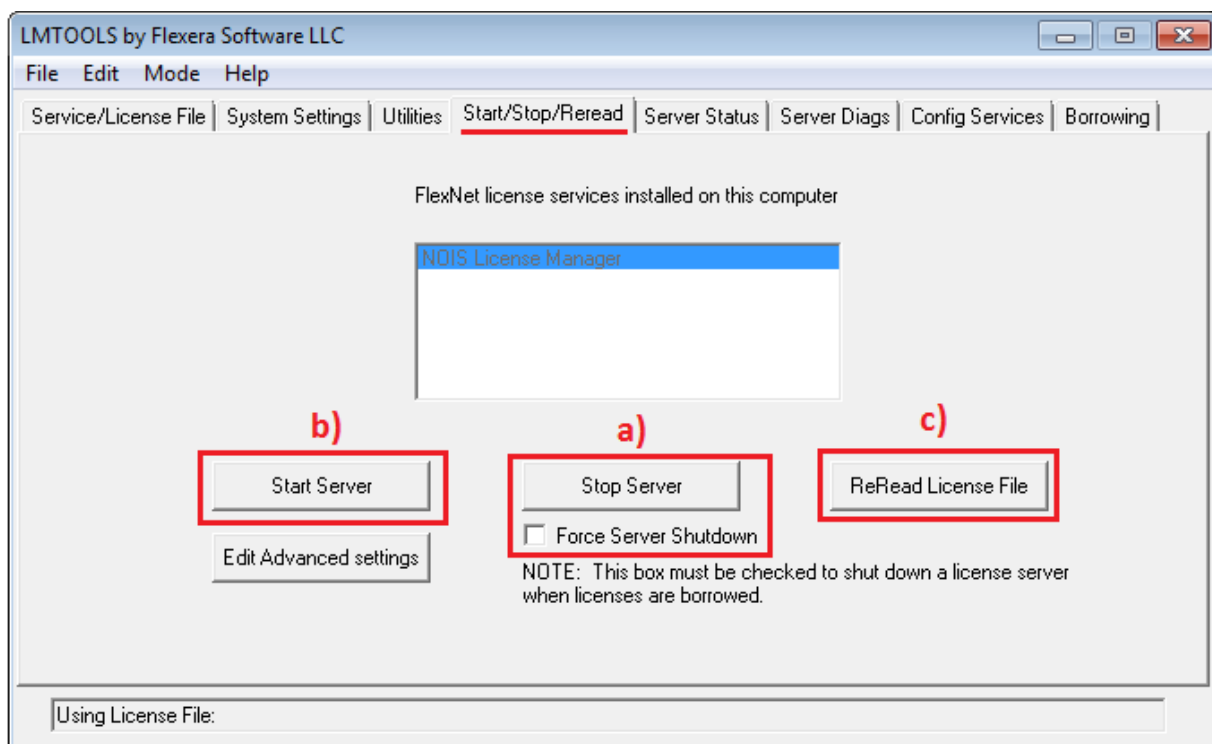 LMTOOLS by Flexera Software LLC
File Edit Mode Help
Service/License File System Settings Utilities Start/Stop/Reread Server Status Server Diags Config Services Borrowing
FlexNet license services installed on this computer
NOIS License Manager
b) a) c)
Start Server Stop Server ReRead License File
Force Server Shutdown
Edit Advanced settings
NOTE: This box must be checked to shut down a license server
when licenses are borrowed.
Using License File: